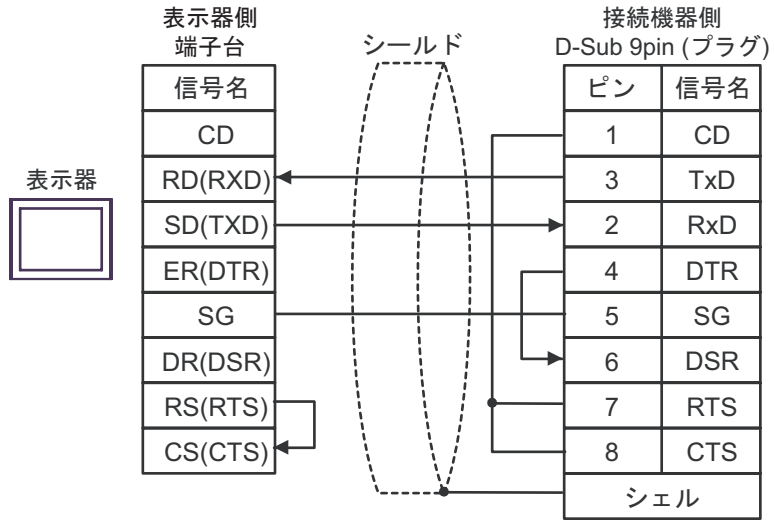 表示器側
端子台
シールド
接続機器側
D-Sub 9pin (プラグ)
信号名
ピン 信号名
CD
1 CD
表示器
RD(RXD)
3 TxD
SD(TXD)
2 RxD
ER(DTR)
4 DTR
SG
5 SG
DR(DSR)
6 DSR
RS(RTS)
7 RTS
CS(CTS)
8 CTS
シェル